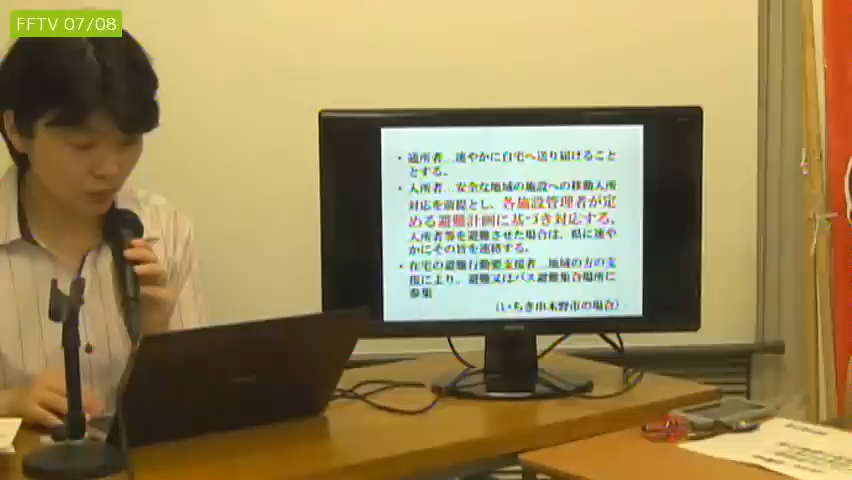 FFTV 07/08
・通所者…速やかに自宅へ送り届けること
とする。
・入所者…安全な地域の施設への移動入所
対応を前提とし、各施設管理者が定
める避難計画に基づき対応する。
入所者等を避難させた場合は、県に速や
かにその旨を連絡する。
・在宅の避難行動要支援者…地域の方の支
援により、避難又はバス避難集合場所に
参集
(いちき串木野市の場合)